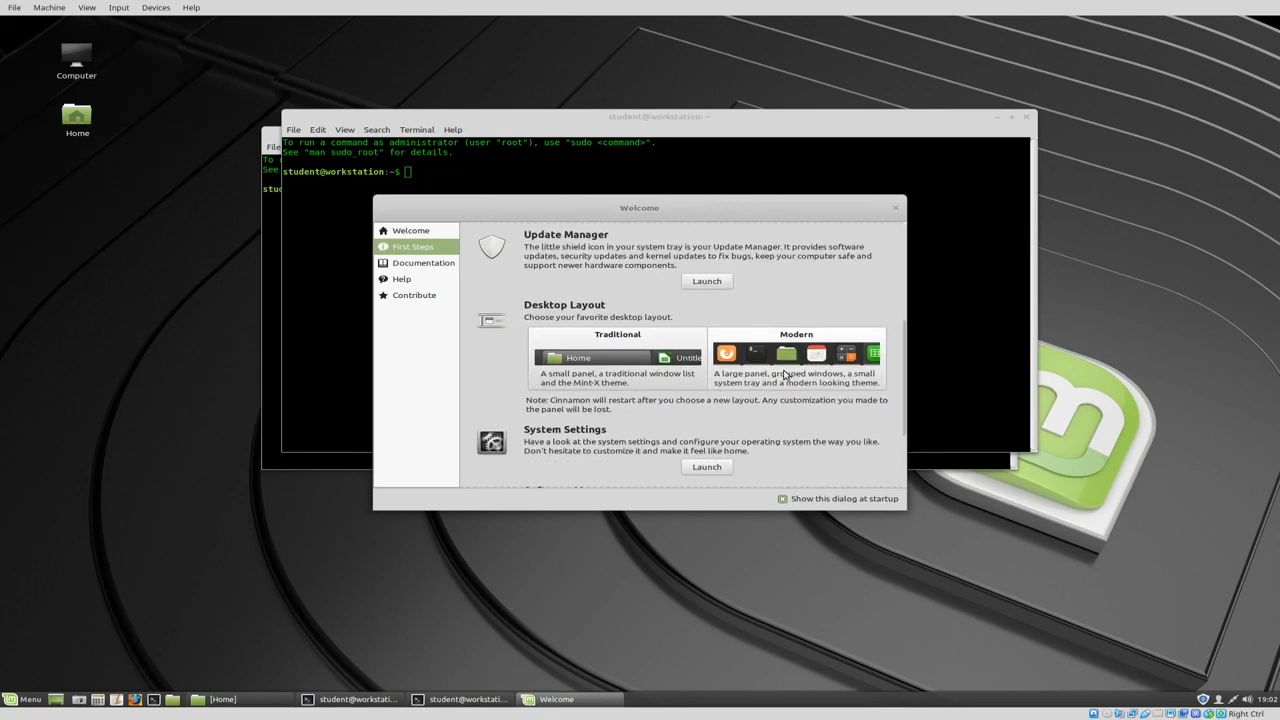 File Machine View Input Devices Help
Computer
Home
student@workstation: ~
File Edit View Search Terminal Help
To run a command as administrator (user "root"), use "sudo <command>".
See "man sudo_root" for details.
student@workstation:~$
File
To r
See
stud
Welcome
Welcome
First Steps
Documentation
Help
Contribute
Update Manager
The little shield icon in your system tray is your Update Manager. It provides software
updates, security updates and kernel updates to fix bugs, keep your computer safe and
support newer hardware components.
Launch
Desktop Layout
Choose your favorite desktop layout.
Traditional
Home Untitle
A small panel, a traditional window list
and the Mint-X theme.
Modern
A large panel, grouped windows, a small
system tray and a modern looking theme.
Note: Cinnamon will restart after you choose a new layout. Any customization you made to
the panel will be lost.
System Settings
Have a look at the system settings and configure your operating system the way you like.
Don't hesitate to customize it and make it feel like home.
Launch
Show this dialog at startup
Menu [Home] student@workstati... student@workstati... Welcome 19:02
Right Ctrl